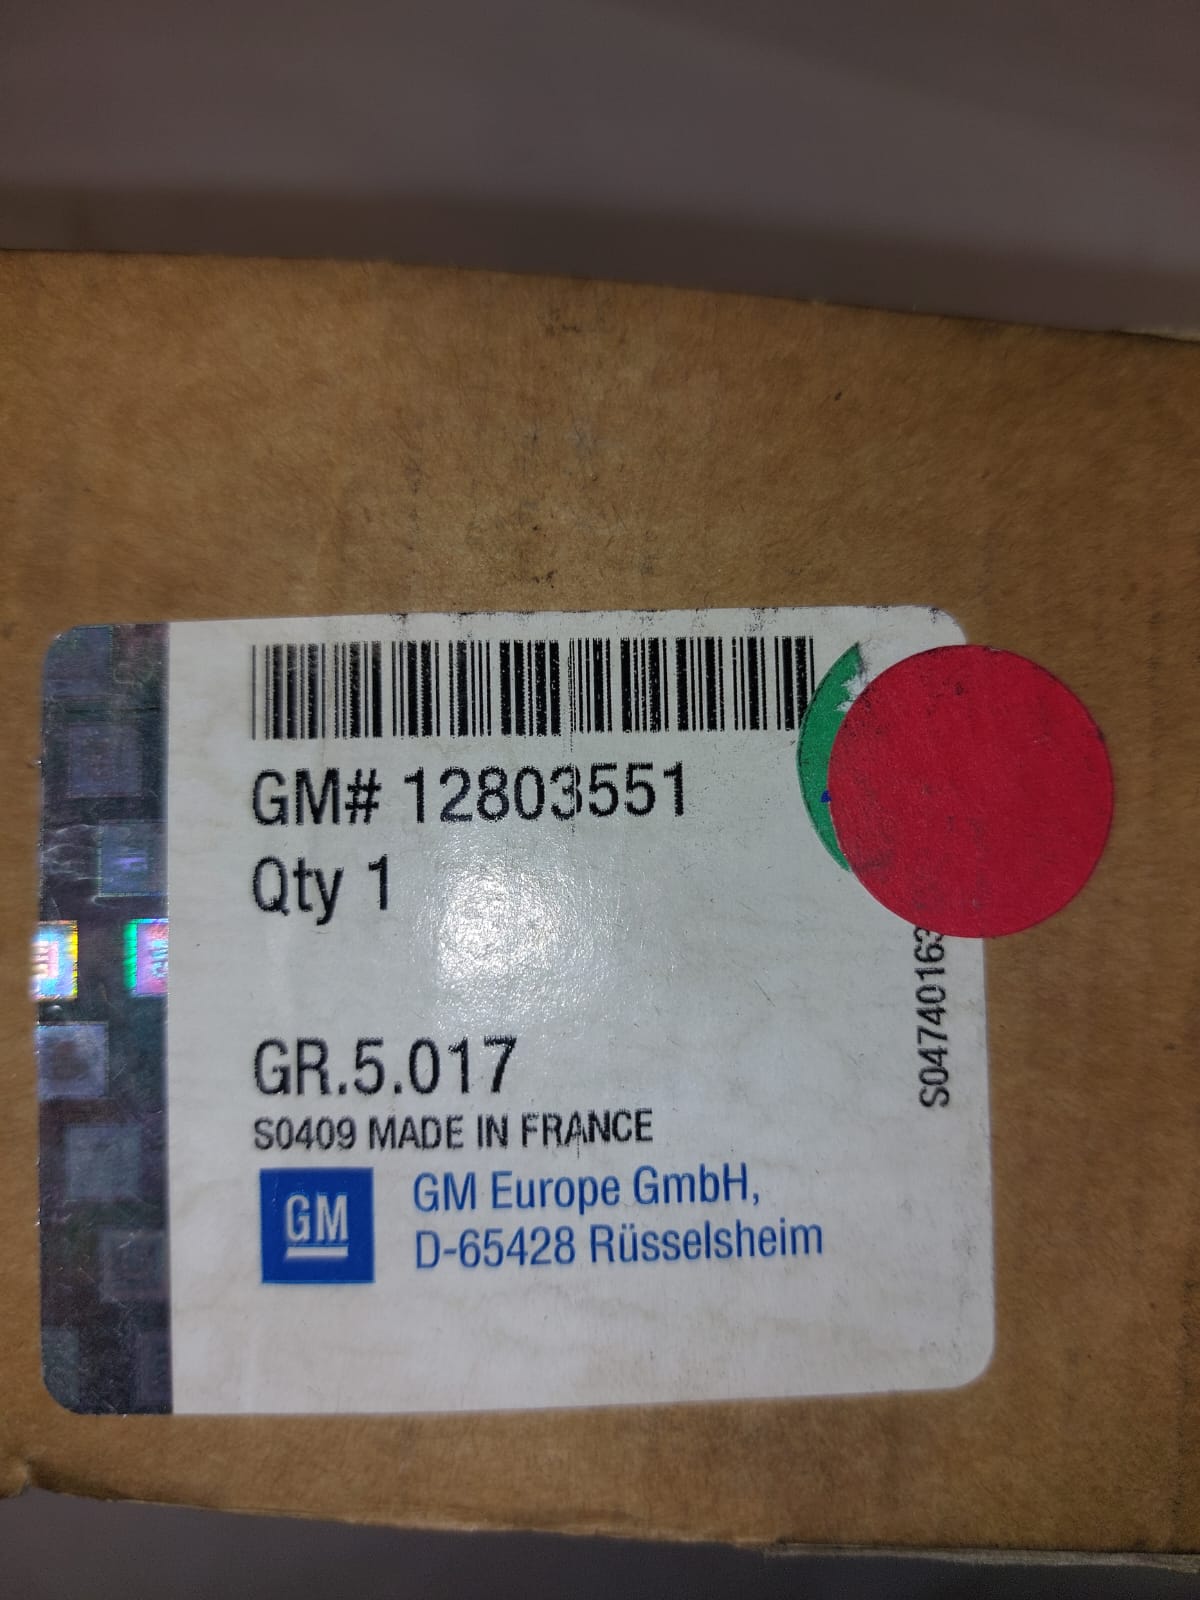 GM# 12803551
Qty 1
GR.5.017
S0409 MADE IN FRANCE
GM
GM Europe GmbH,
D-65428 Rüsselsheim